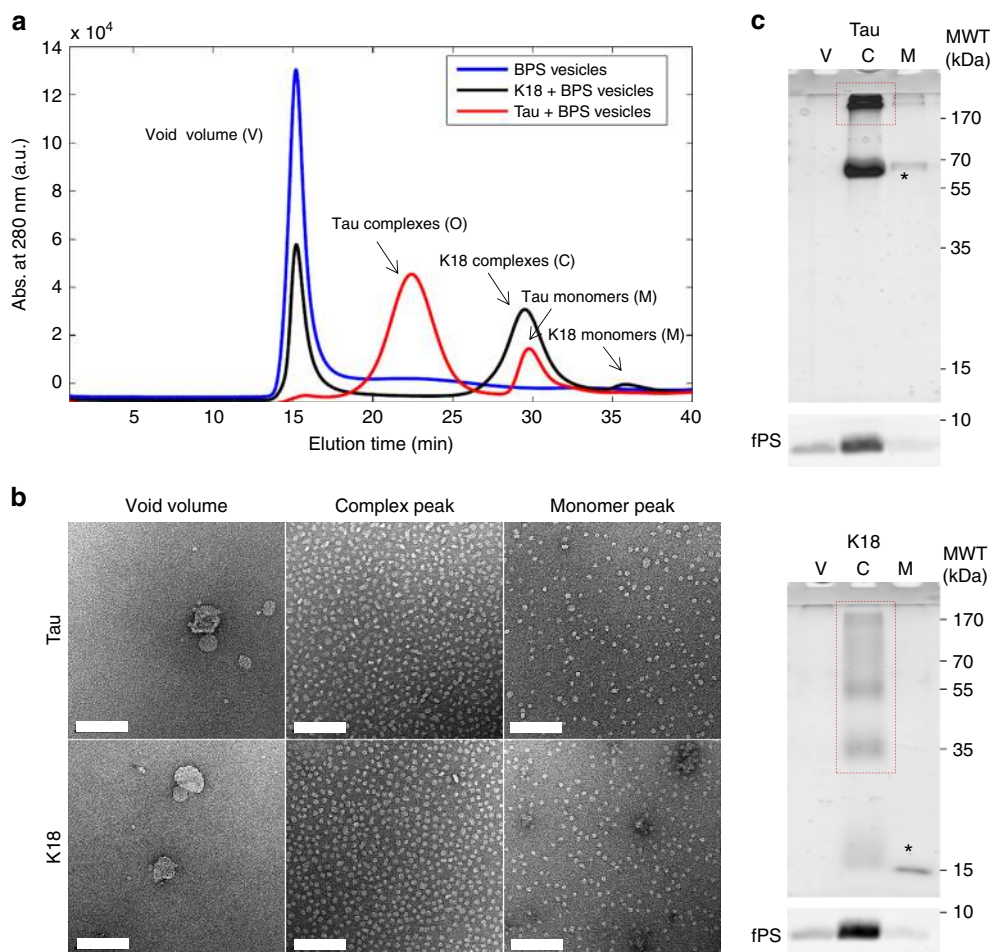 a
x 10⁴
14
12
10
8
6
4
2
0
Abs. at 280 nm (a.u.)
5 10 15 20 25 30 35 40
Elution time (min)
BPS vesicles
K18 + BPS vesicles
Tau + BPS vesicles
Void volume (V)
Tau complexes (O)
K18 complexes (C)
Tau monomers (M)
K18 monomers (M)
b
Void volume Complex peak Monomer peak
Tau
K18
c
Tau
V C M
MWT
(kDa)
170
70
55
*
35
15
10
fPS
K18
V C M
MWT
(kDa)
170
70
55
35
*
15
10
fPS